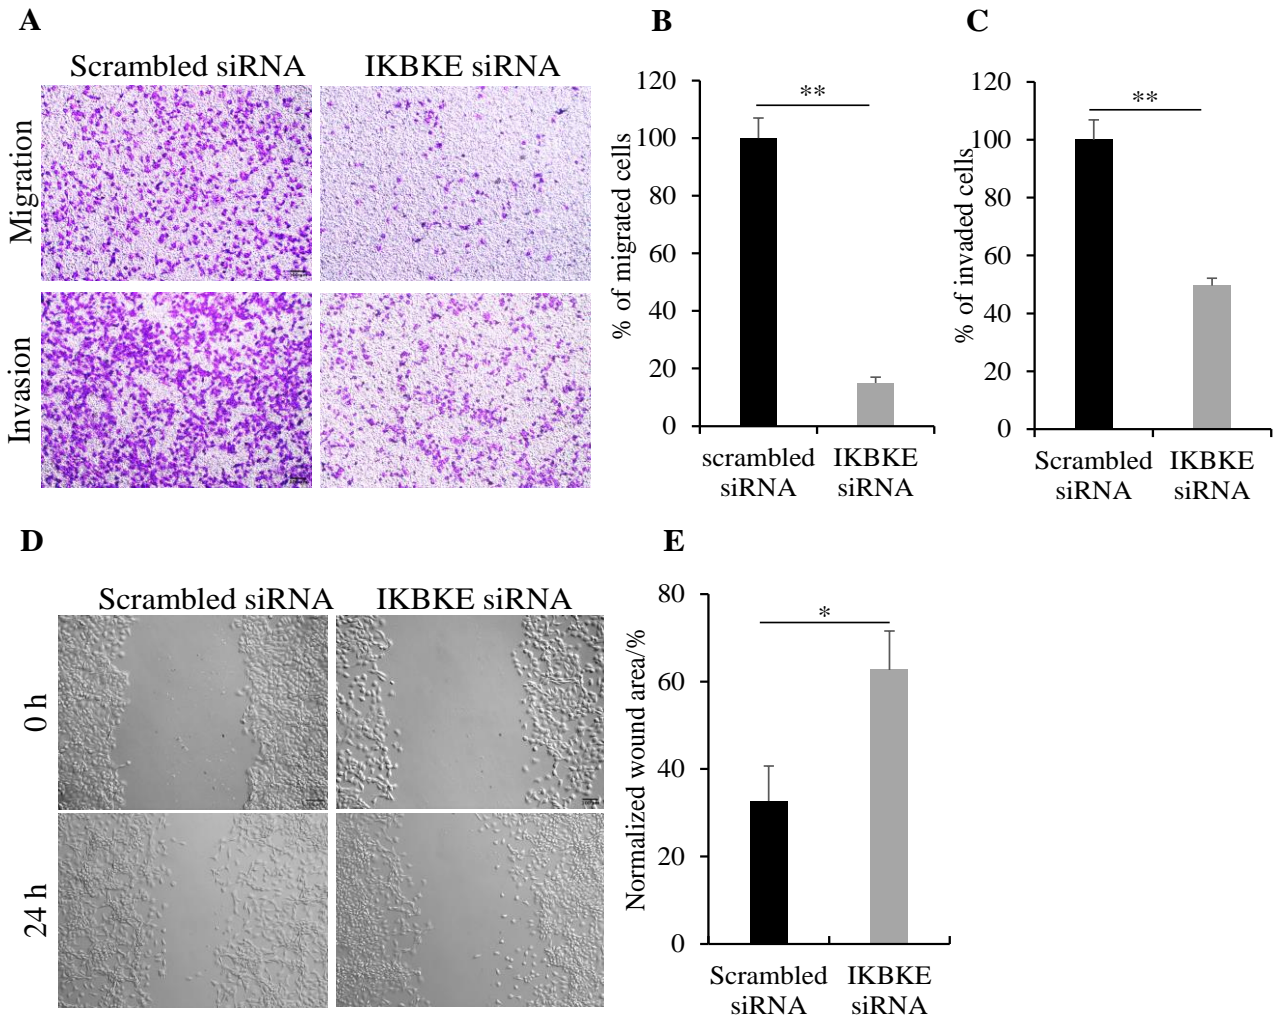 A
Scrambled siRNA
IKBKE siRNA
Migration
Invasion
B
% of migrated cells
120
100
80
60
40
20
0
**
scrambled
siRNA
IKBKE
siRNA
C
% of invaded cells
120
100
80
60
40
20
0
**
Scrambled
siRNA
IKBKE
siRNA
D
Scrambled siRNA
IKBKE siRNA
0 h
24 h
E
Normalized wound area/%
80
60
40
20
0
*
Scrambled
siRNA
IKBKE
siRNA